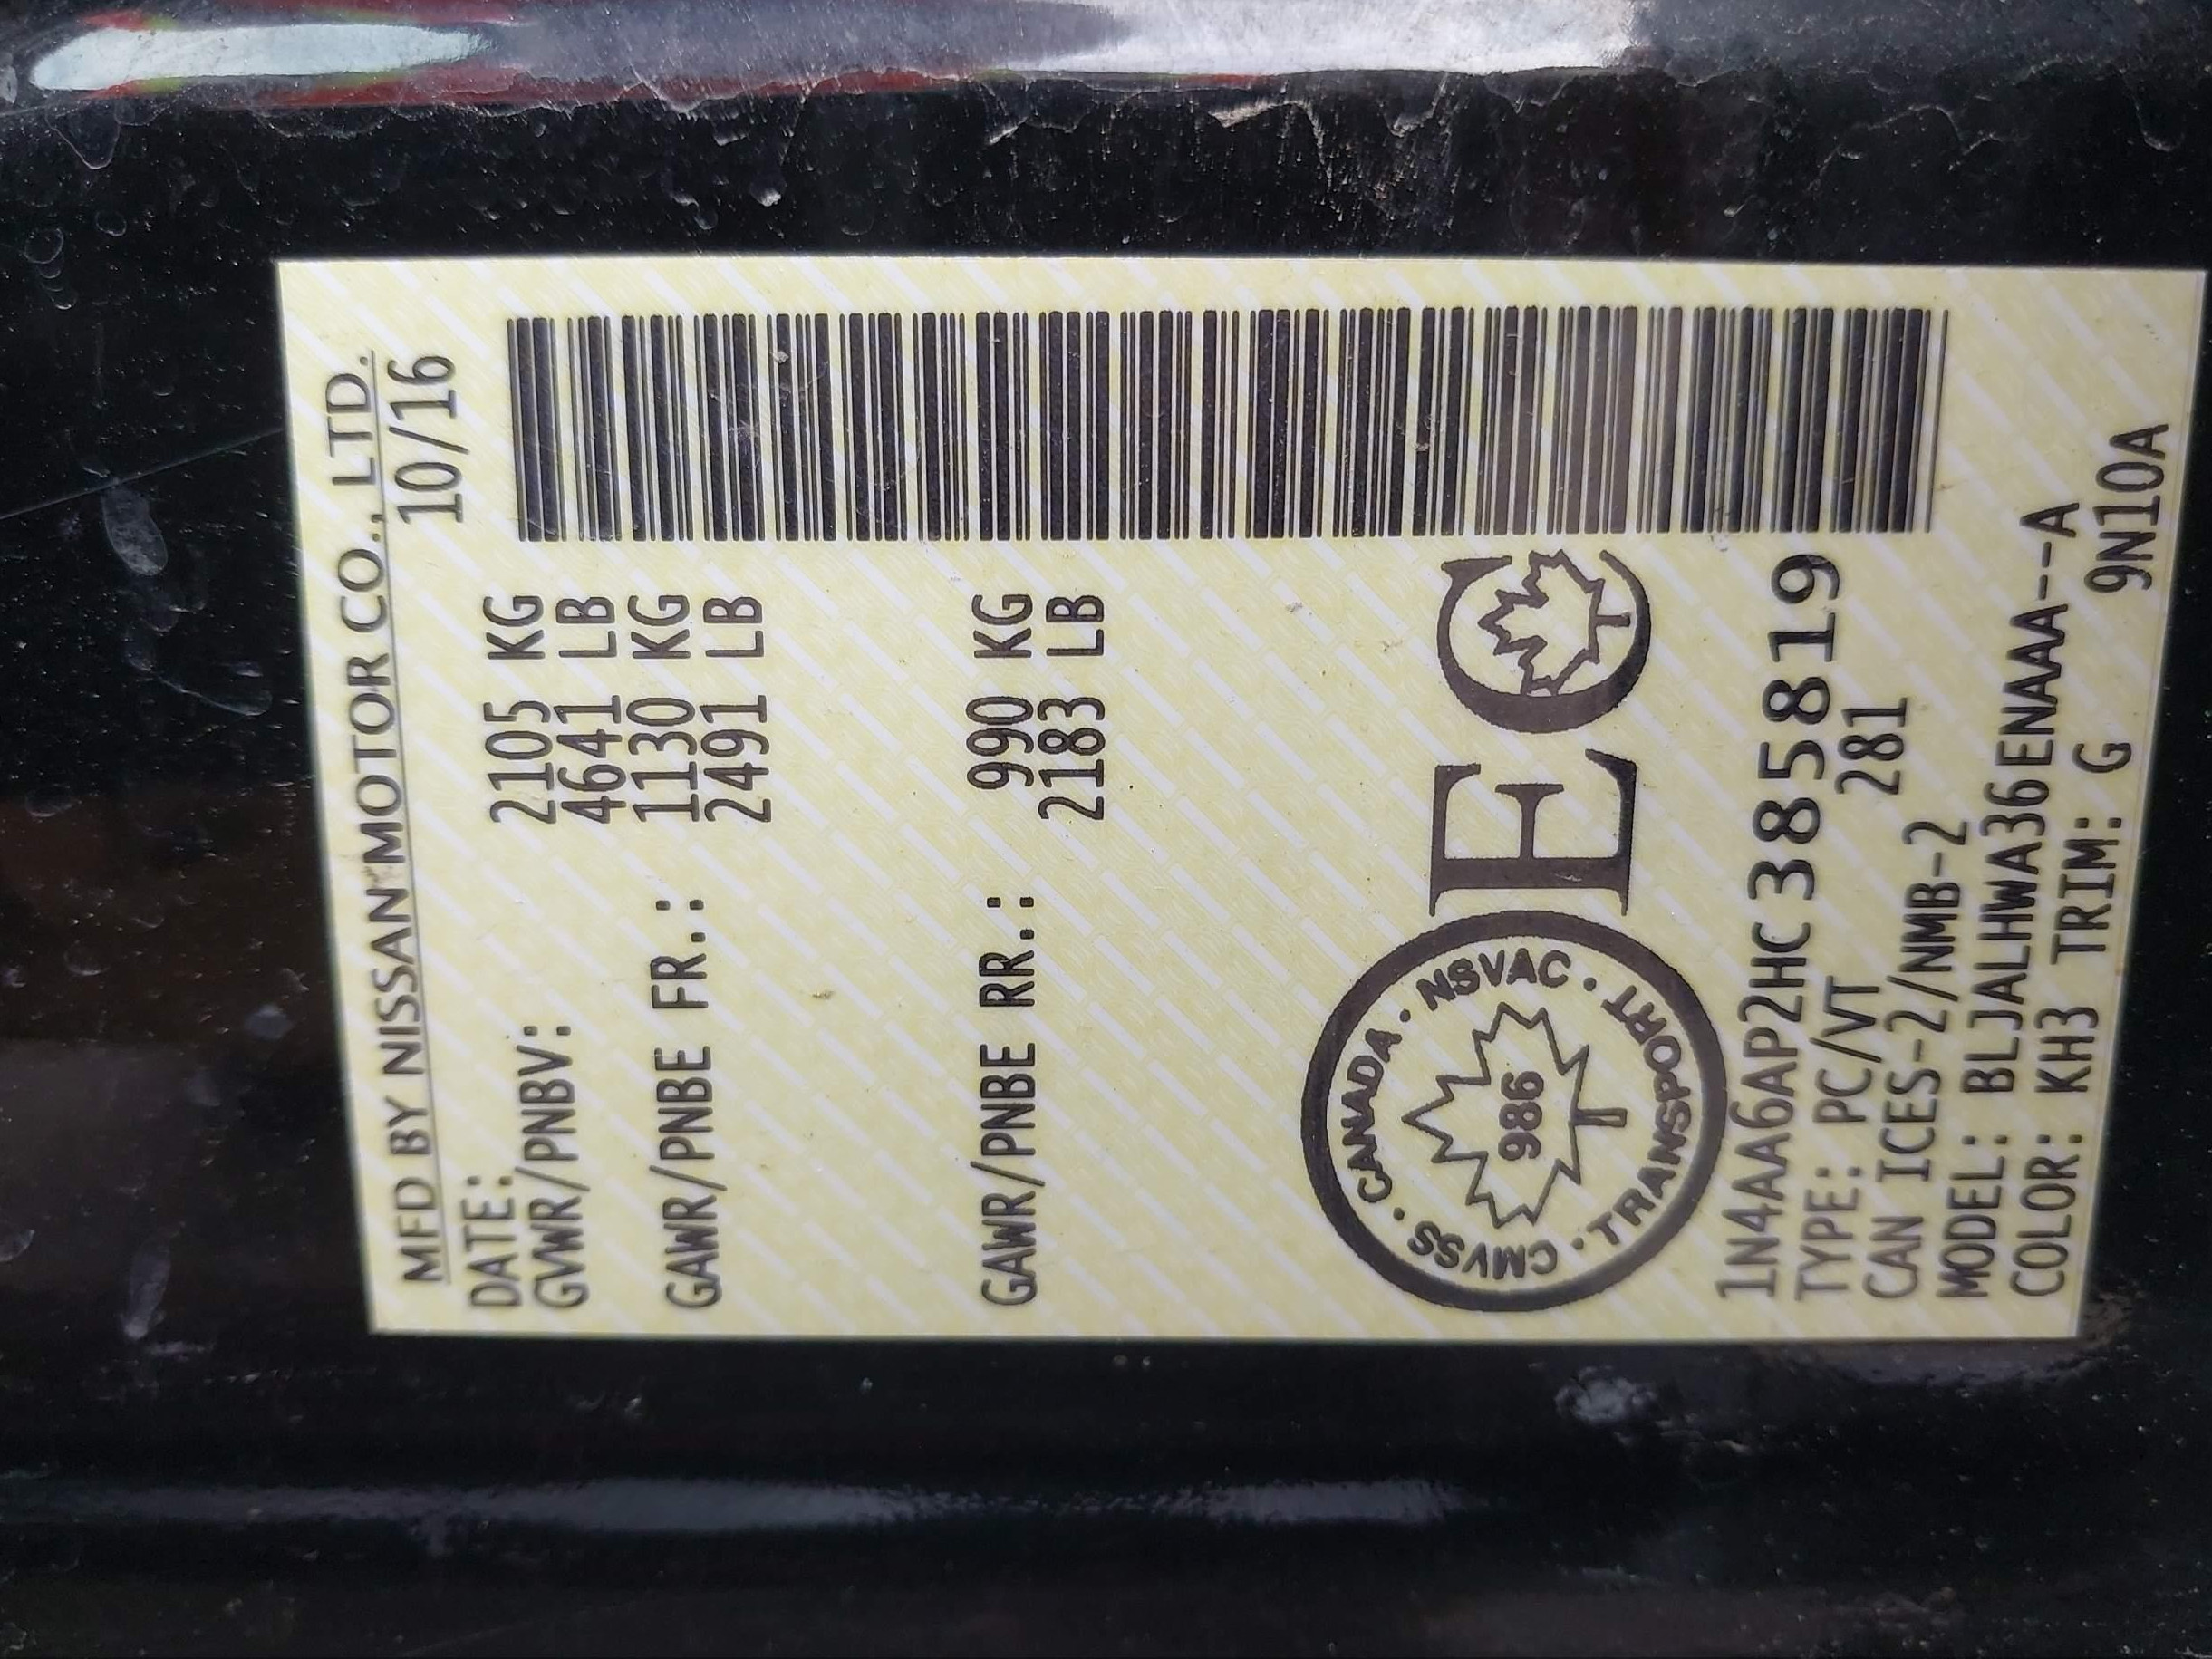 MFD BY NISSAN MOTOR CO., LTD.
DATE: 10/16
GVWR/PNBV: 2105 KG
4641 LB
GAWR/PNBE FR.: 1130 KG
2491 LB
GAWR/PNBE RR.: 990 KG
2183 LB
CMVSS · CANADA · NSVAC · TRANSPORT ·
986
EC
1N4AA6AP2HC385819
TYPE: PC/VT 281
CAN ICES-2/NMB-2
MODEL: BLJALHWA36ENAAA--A
COLOR: KH3 TRIM: G 9N10A